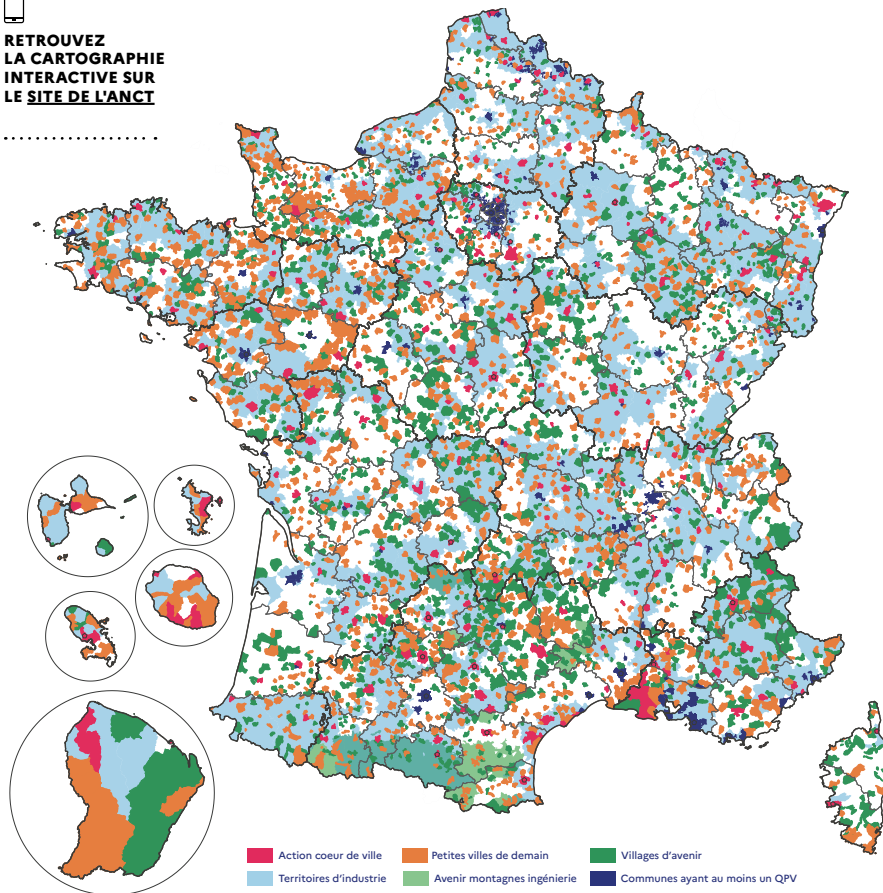 RETROUVEZ
LA CARTOGRAPHIE
INTERACTIVE SUR
LE SITE DE L'ANCT
Action coeur de ville
Petites villes de demain
Villages d'avenir
Territoires d'industrie
Avenir montagnes ingénierie
Communes ayant au moins un QPV